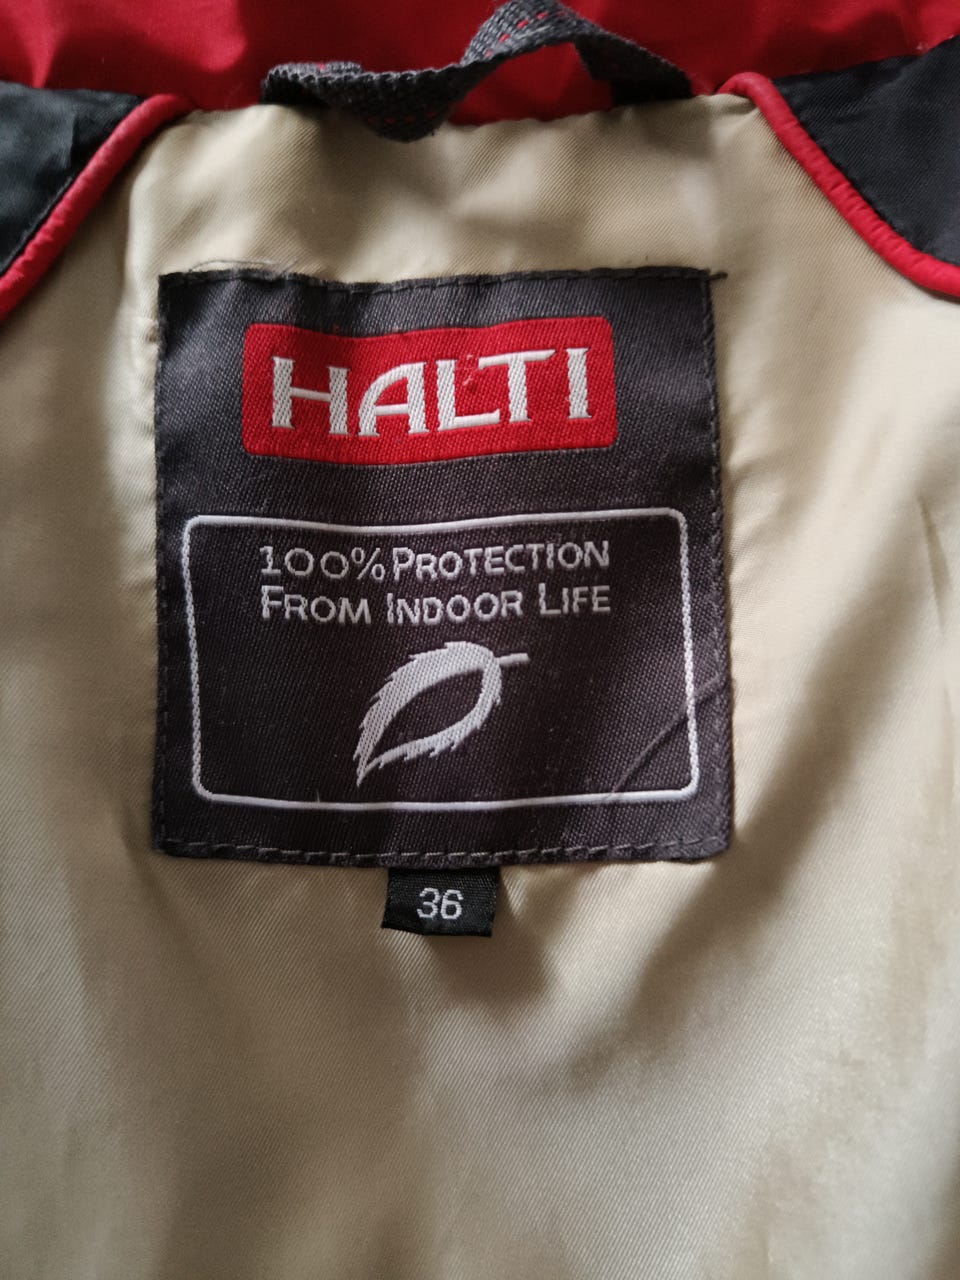 HALTI
100% PROTECTION
FROM INDOOR LIFE
36